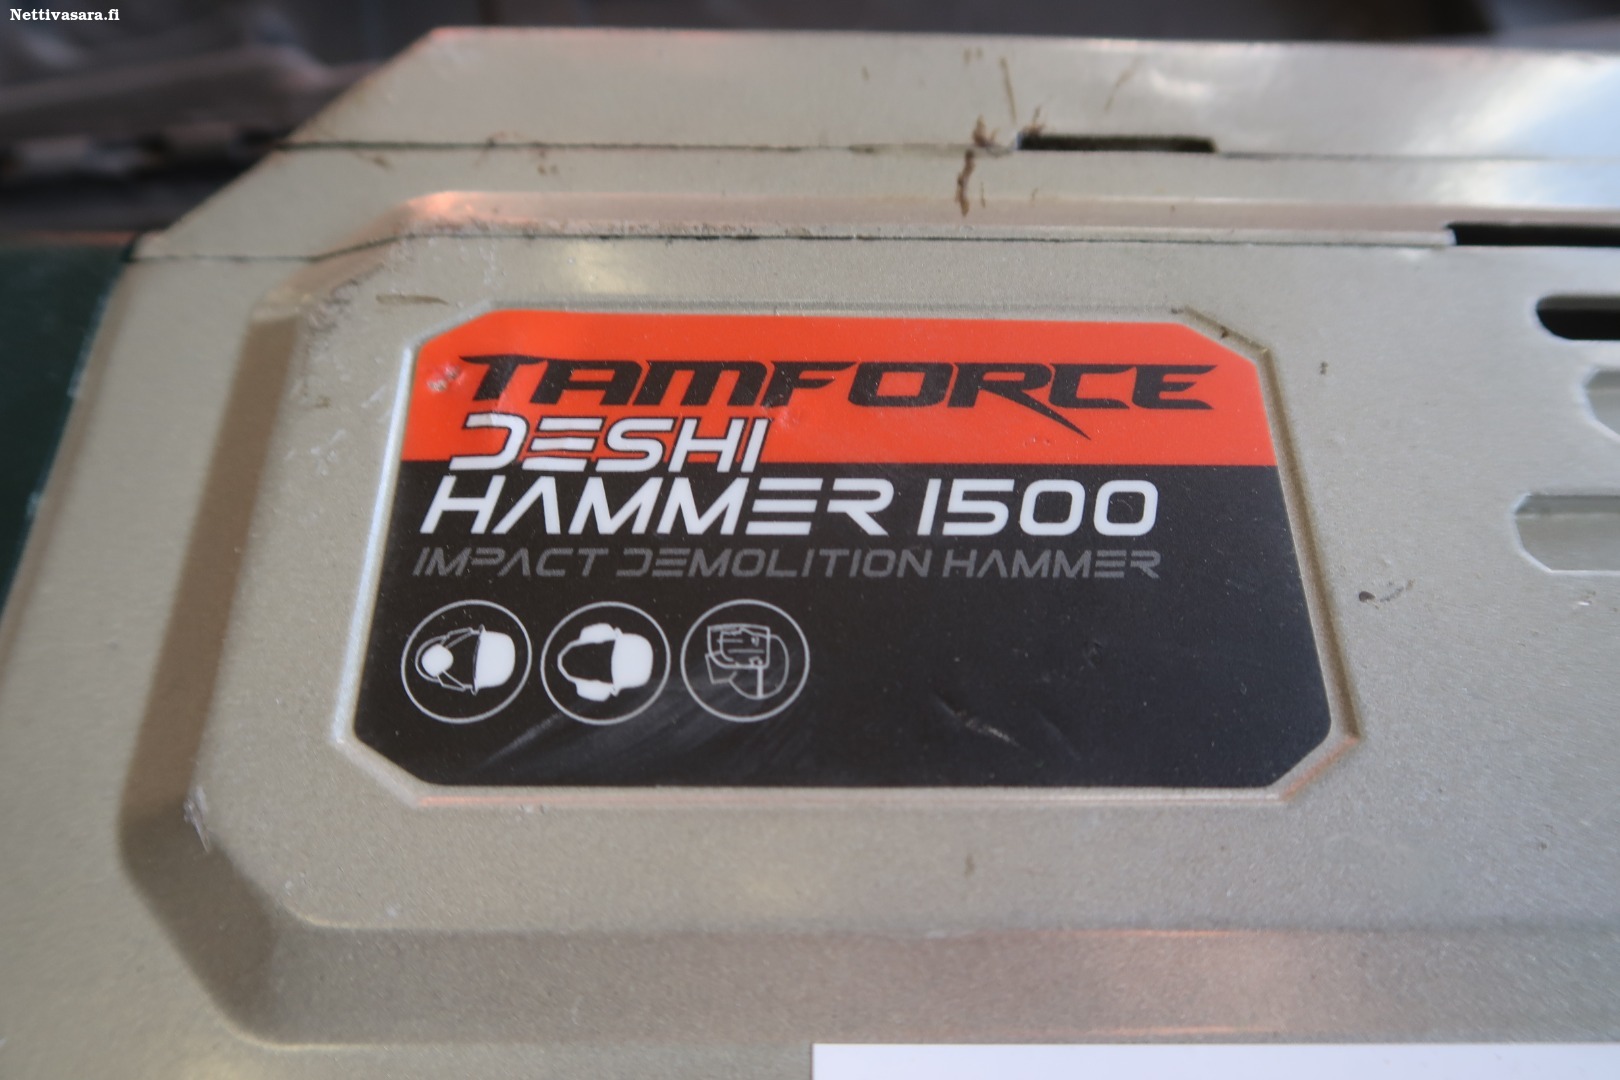 Nettivasara.fi
TAMFORCE
DESHI
HAMMER 1500
IMPACT DEMOLITION HAMMER